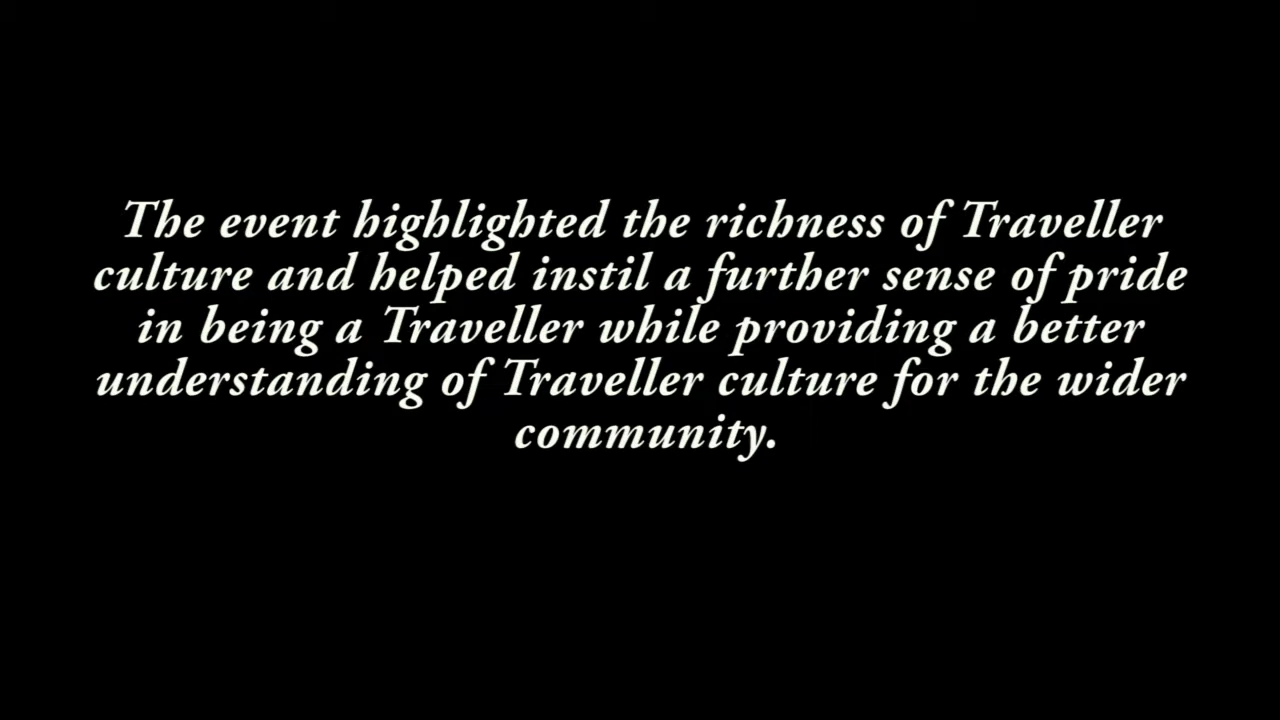 The event highlighted the richness of Traveller
culture and helped instil a further sense of pride
in being a Traveller while providing a better
understanding of Traveller culture for the wider
community.